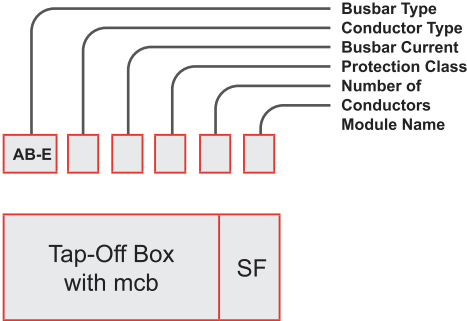 Busbar Type
Conductor Type
Busbar Current
Protection Class
Number of
Conductors
Module Name
AB-E
Tap-Off Box
with mcb
SF